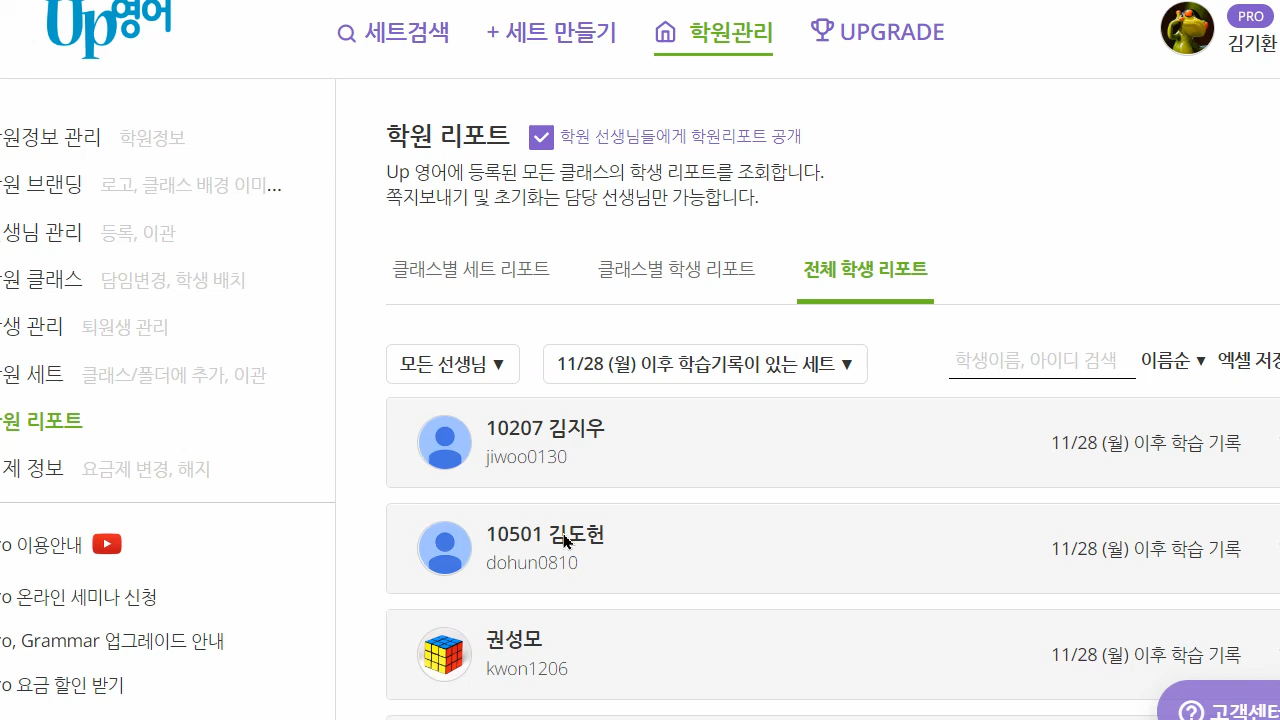 Up영어
세트검색
+ 세트 만들기
학원관리
UPGRADE
PRO
김기환
원정보 관리 학원정보
원 브랜딩 로고, 클래스 배경 이미...
생님 관리 등록, 이관
원 클래스 담임변경, 학생 배치
생 관리 퇴원생 관리
원 세트 클래스/폴더에 추가, 이관
원 리포트
제 정보 요금제 변경, 해지
ro 이용안내
ro 온라인 세미나 신청
ro, Grammar 업그레이드 안내
ro 요금 할인 받기
학원 리포트 학원 선생님들에게 학원리포트 공개
Up 영어에 등록된 모든 클래스의 학생 리포트를 조회합니다.
쪽지보내기 및 초기화는 담당 선생님만 가능합니다.
클래스별 세트 리포트 클래스별 학생 리포트 전체 학생 리포트
모든 선생님 ▼ 11/28 (월) 이후 학습기록이 있는 세트 ▼ 학생이름, 아이디 검색 이름순 ▼ 엑셀 저장
10207 김지우
jiwoo0130
11/28 (월) 이후 학습 기록
10501 김도헌
dohun0810
11/28 (월) 이후 학습 기록
권성모
kwon1206
11/28 (월) 이후 학습 기록
고객센터